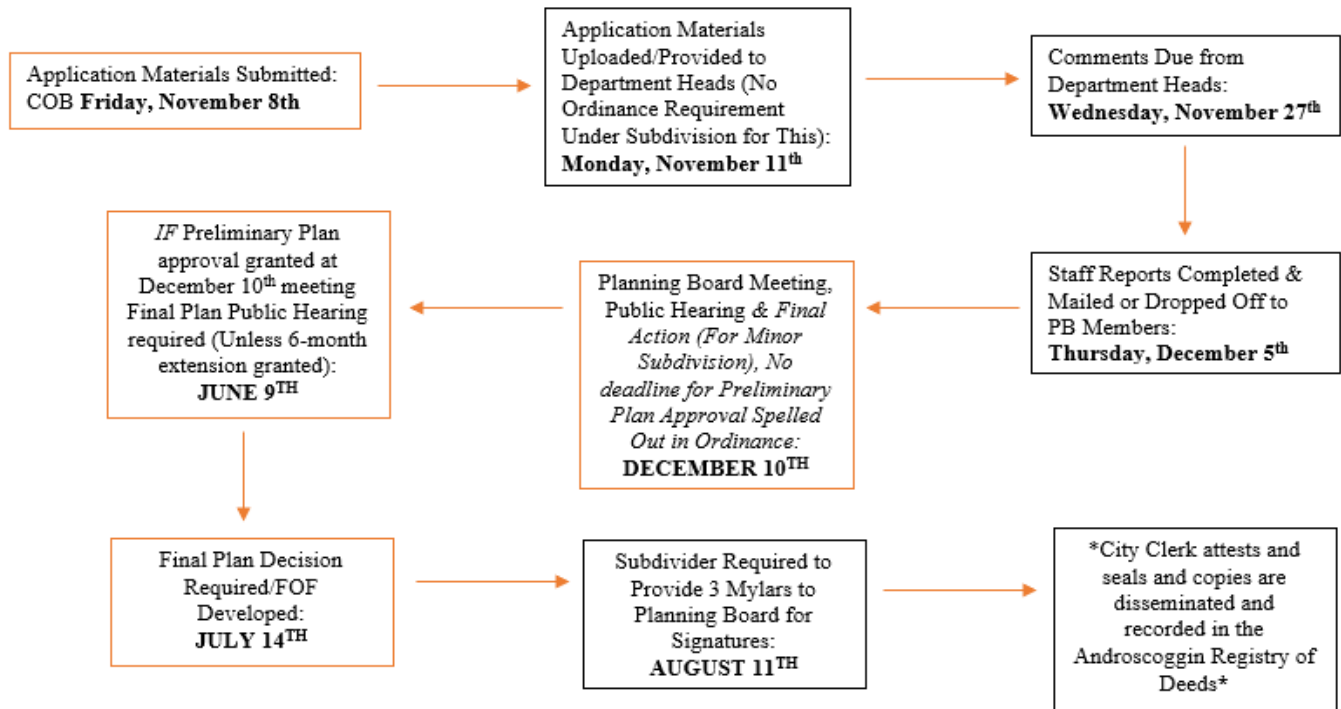 Application Materials Submitted:
COB Friday, November 8th
Application Materials
Uploaded/Provided to
Department Heads (No
Ordinance Requirement
Under Subdivision for This):
Monday, November 11th
Comments Due from
Department Heads:
Wednesday, November 27th
Staff Reports Completed &
Mailed or Dropped Off to
PB Members:
Thursday, December 5th
Planning Board Meeting,
Public Hearing & Final
Action (For Minor
Subdivision), No
deadline for Preliminary
Plan Approval Spelled
Out in Ordinance:
DECEMBER 10TH
IF Preliminary Plan
approval granted at
December 10th meeting
Final Plan Public Hearing
required (Unless 6-month
extension granted):
JUNE 9TH
Final Plan Decision
Required/FOF
Developed:
JULY 14TH
Subdivider Required to
Provide 3 Mylars to
Planning Board for
Signatures:
AUGUST 11TH
*City Clerk attests and
seals and copies are
disseminated and
recorded in the
Androscoggin Registry of
Deeds*